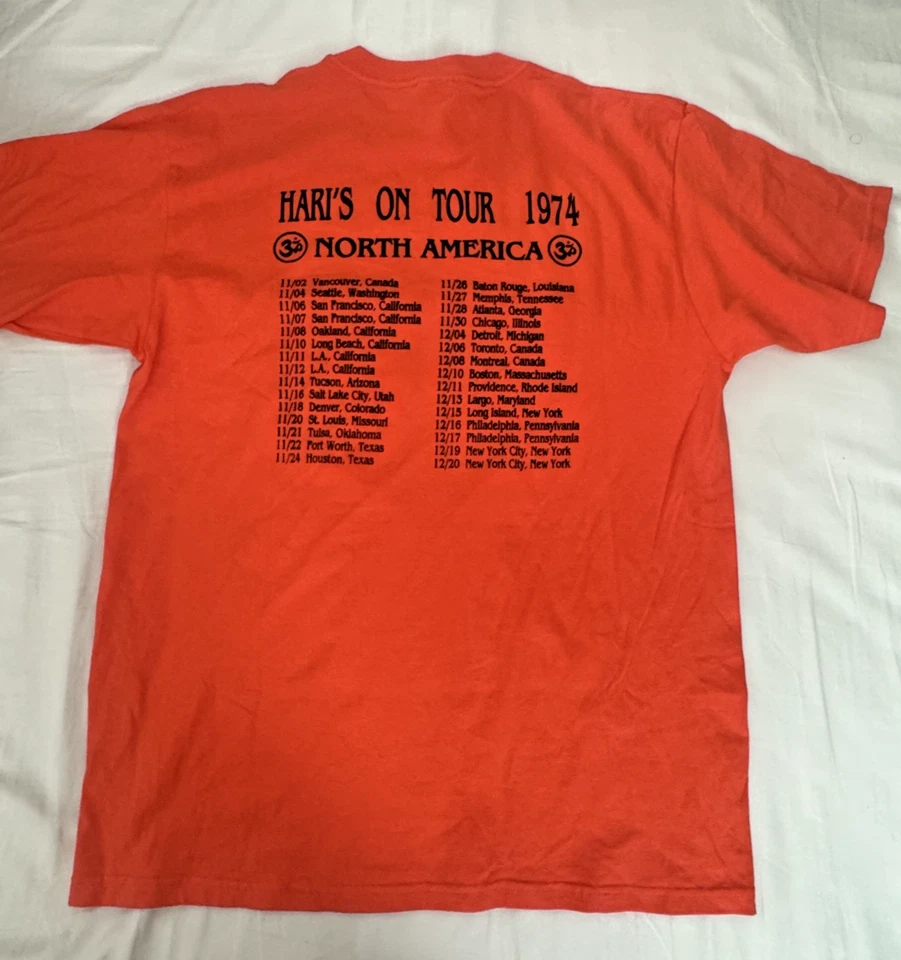 HARI'S ON TOUR 1974
ॐ NORTH AMERICA ॐ
11/02 Vancouver, Canada
11/04 Seattle, Washington
11/06 San Francisco, California
11/07 San Francisco, California
11/08 Oakland, California
11/10 Long Beach, California
11/11 L.A., California
11/12 L.A., California
11/14 Tucson, Arizona
11/16 Salt Lake City, Utah
11/18 Denver, Colorado
11/20 St. Louis, Missouri
11/21 Tulsa, Oklahoma
11/22 Fort Worth, Texas
11/24 Houston, Texas
11/26 Baton Rouge, Louisiana
11/27 Memphis, Tennessee
11/28 Atlanta, Georgia
11/30 Chicago, Illinois
12/04 Detroit, Michigan
12/06 Toronto, Canada
12/08 Montreal, Canada
12/10 Boston, Massachusetts
12/11 Providence, Rhode Island
12/13 Largo, Maryland
12/15 Long Island, New York
12/16 Philadelphia, Pennsylvania
12/17 Philadelphia, Pennsylvania
12/19 New York City, New York
12/20 New York City, New York